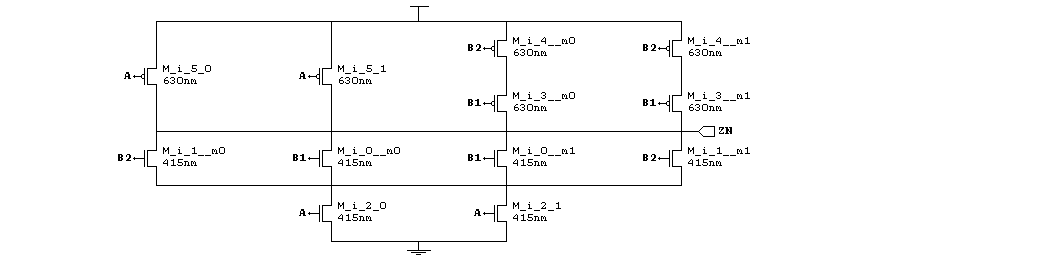 B2 M_i_4__m0 630nm
B2 M_i_4__m1 630nm
A M_i_5_0 630nm
A M_i_5_1 630nm
B1 M_i_3__m0 630nm
B1 M_i_3__m1 630nm
ZN
B2 M_i_1__m0 415nm
B1 M_i_0__m0 415nm
B1 M_i_0__m1 415nm
B2 M_i_1__m1 415nm
A M_i_2_0 415nm
A M_i_2_1 415nm